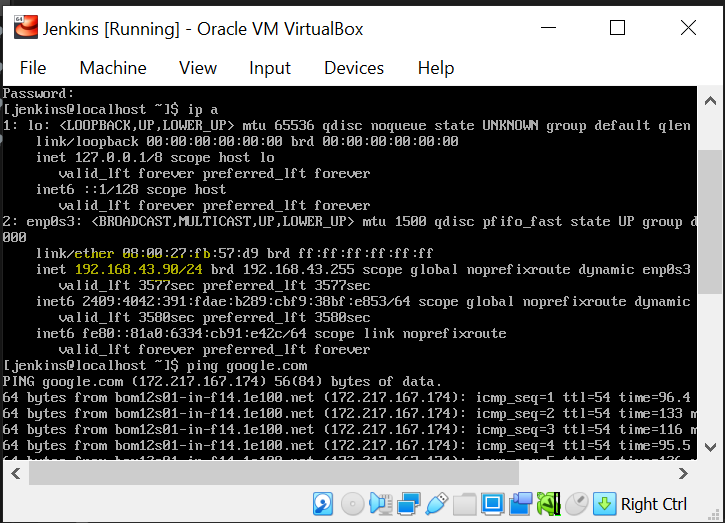 64
Jenkins [Running] - Oracle VM VirtualBox
File Machine View Input Devices Help
Password:
[jenkins@localhost ~]$ ip a
1: lo: <LOOPBACK,UP,LOWER_UP> mtu 65536 qdisc noqueue state UNKNOWN group default qlen
link/loopback 00:00:00:00:00:00 brd 00:00:00:00:00:00
inet 127.0.0.1/8 scope host lo
valid_lft forever preferred_lft forever
inet6 ::1/128 scope host
valid_lft forever preferred_lft forever
2: enp0s3: <BROADCAST,MULTICAST,UP,LOWER_UP> mtu 1500 qdisc pfifo_fast state UP group d
000
link/ether 08:00:27:fb:57:d9 brd ff:ff:ff:ff:ff:ff
inet 192.168.43.90/24 brd 192.168.43.255 scope global noprefixroute dynamic enp0s3
valid_lft 3577sec preferred_lft 3577sec
inet6 2409:4042:391:fdae:b289:cbf9:38bf:e853/64 scope global noprefixroute dynamic
valid_lft 3580sec preferred_lft 3580sec
inet6 fe80::81a0:6334:cb91:e42c/64 scope link noprefixroute
valid_lft forever preferred_lft forever
[jenkins@localhost ~]$ ping google.com
PING google.com (172.217.167.174) 56(84) bytes of data.
64 bytes from bom12s01-in-f14.1e100.net (172.217.167.174): icmp_seq=1 ttl=54 time=96.4
64 bytes from bom12s01-in-f14.1e100.net (172.217.167.174): icmp_seq=2 ttl=54 time=133 m
64 bytes from bom12s01-in-f14.1e100.net (172.217.167.174): icmp_seq=3 ttl=54 time=116 m
64 bytes from bom12s01-in-f14.1e100.net (172.217.167.174): icmp_seq=4 ttl=54 time=95.5
Right Ctrl